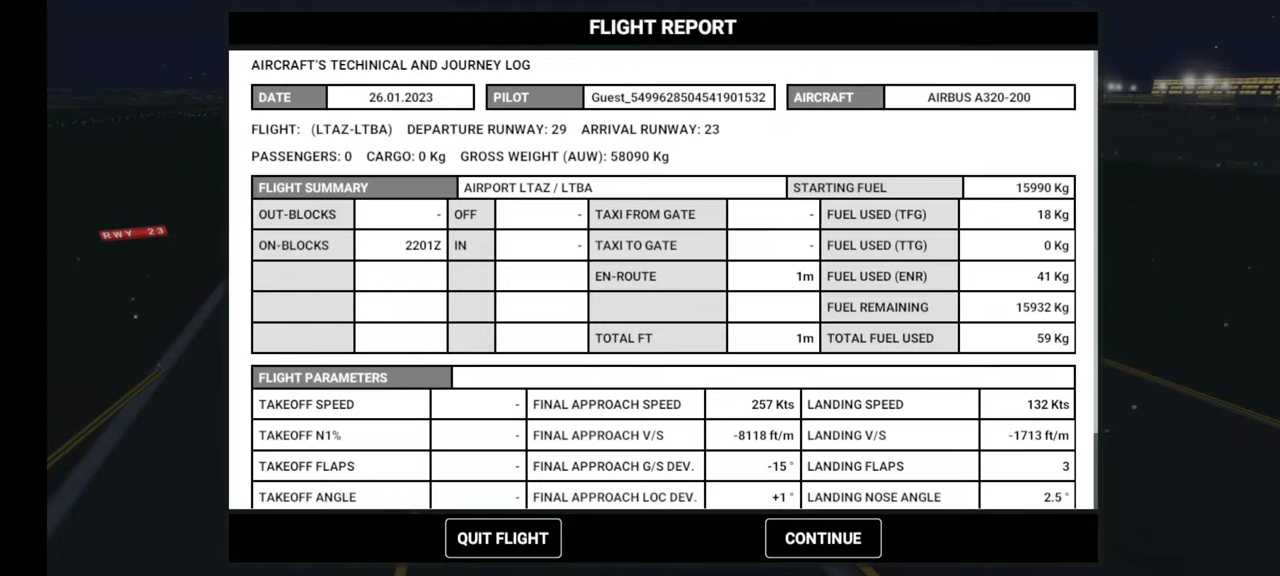 FLIGHT REPORT
AIRCRAFT'S TECHINICAL AND JOURNEY LOG
DATE 26.01.2023 PILOT Guest_5499628504541901532 AIRCRAFT AIRBUS A320-200
FLIGHT: (LTAZ-LTBA) DEPARTURE RUNWAY: 29 ARRIVAL RUNWAY: 23
PASSENGERS: 0 CARGO: 0 Kg GROSS WEIGHT (AUW): 58090 Kg
FLIGHT SUMMARY AIRPORT LTAZ / LTBA STARTING FUEL 15990 Kg
OUT-BLOCKS - OFF - TAXI FROM GATE - FUEL USED (TFG) 18 Kg
ON-BLOCKS 2201Z IN - TAXI TO GATE - FUEL USED (TTG) 0 Kg
EN-ROUTE 1m FUEL USED (ENR) 41 Kg
FUEL REMAINING 15932 Kg
TOTAL FT 1m TOTAL FUEL USED 59 Kg
FLIGHT PARAMETERS
TAKEOFF SPEED - FINAL APPROACH SPEED 257 Kts LANDING SPEED 132 Kts
TAKEOFF N1% - FINAL APPROACH V/S -8118 ft/m LANDING V/S -1713 ft/m
TAKEOFF FLAPS - FINAL APPROACH G/S DEV. -15 ° LANDING FLAPS 3
TAKEOFF ANGLE - FINAL APPROACH LOC DEV. +1 ° LANDING NOSE ANGLE 2.5 °
QUIT FLIGHT CONTINUE
RWY 23